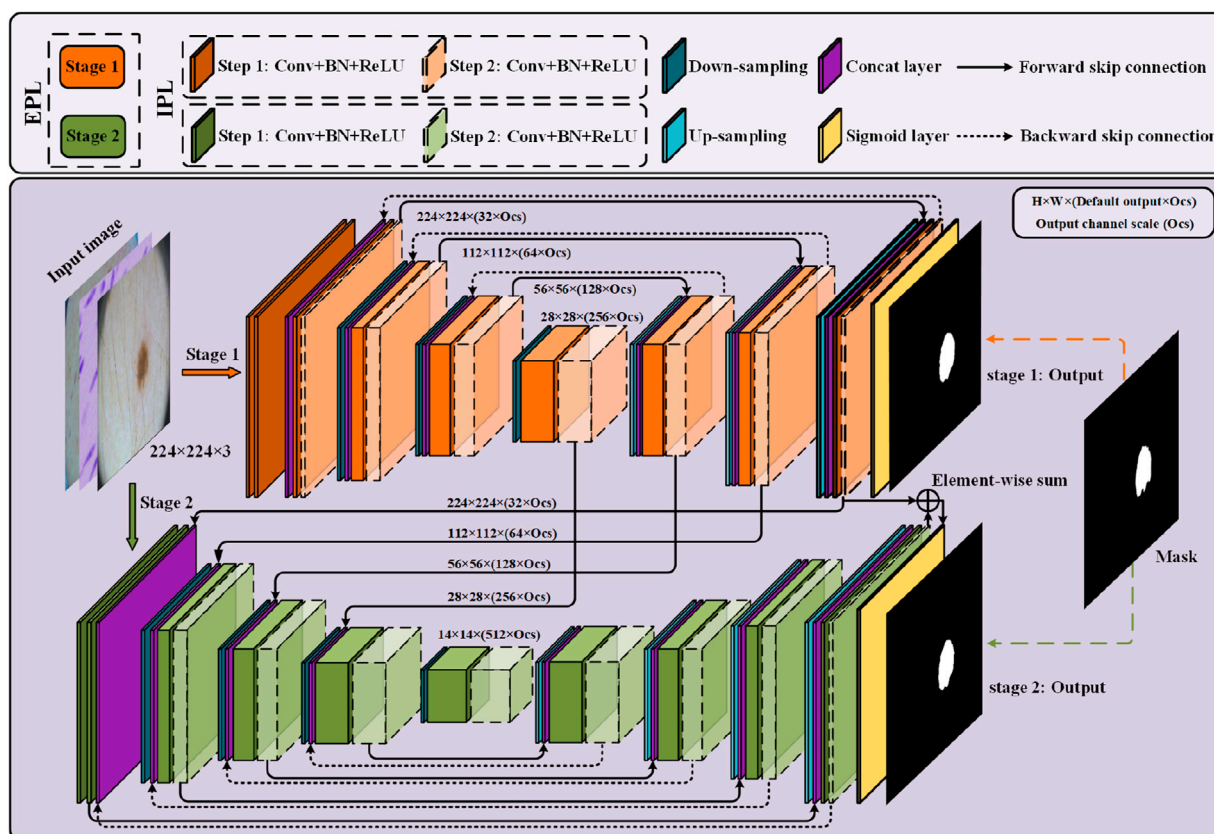 EPL
Stage 1
Stage 2
IPL
Step 1: Conv+BN+ReLU
Step 2: Conv+BN+ReLU
Step 1: Conv+BN+ReLU
Step 2: Conv+BN+ReLU
Down-sampling
Up-sampling
Concat layer
Sigmoid layer
Forward skip connection
Backward skip connection
H×W×(Default output×Ocs)
Output channel scale (Ocs)
Input image
224×224×3
Stage 1
Stage 2
224×224×(32×Ocs)
112×112×(64×Ocs)
56×56×(128×Ocs)
28×28×(256×Ocs)
stage 1: Output
Element-wise sum
Mask
224×224×(32×Ocs)
112×112×(64×Ocs)
56×56×(128×Ocs)
28×28×(256×Ocs)
14×14×(512×Ocs)
stage 2: Output